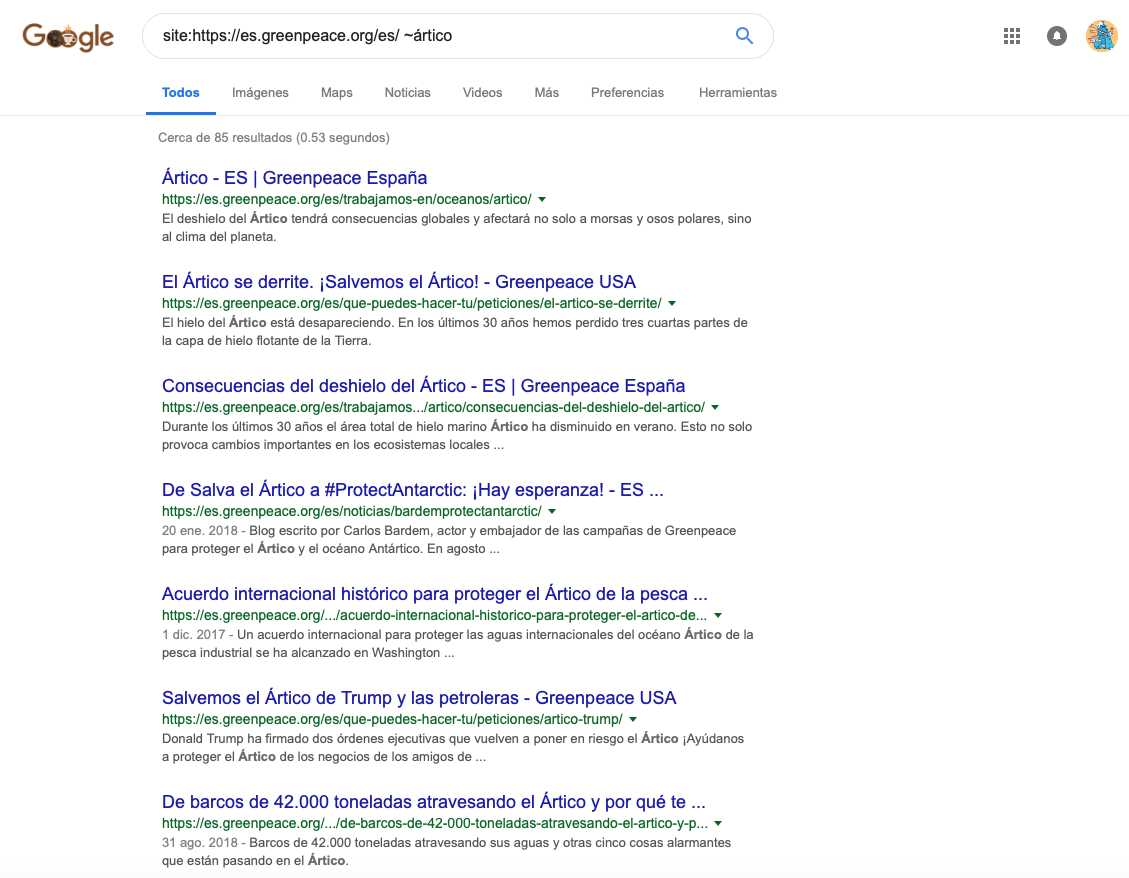 Google
site:https://es.greenpeace.org/es/ ~ártico
Todos Imágenes Maps Noticias Videos Más Preferencias Herramientas
Cerca de 85 resultados (0.53 segundos)
Ártico - ES | Greenpeace España
https://es.greenpeace.org/es/trabajamos-en/oceanos/artico/
El deshielo del Ártico tendrá consecuencias globales y afectará no solo a morsas y osos polares, sino
al clima del planeta.
El Ártico se derrite. ¡Salvemos el Ártico! - Greenpeace USA
https://es.greenpeace.org/es/que-puedes-hacer-tu/peticiones/el-artico-se-derrite/
El hielo del Ártico está desapareciendo. En los últimos 30 años hemos perdido tres cuartas partes de
la capa de hielo flotante de la Tierra.
Consecuencias del deshielo del Ártico - ES | Greenpeace España
https://es.greenpeace.org/es/trabajamos.../artico/consecuencias-del-deshielo-del-artico/
Durante los últimos 30 años el área total de hielo marino Ártico ha disminuido en verano. Esto no solo
provoca cambios importantes en los ecosistemas locales ...
De Salva el Ártico a #ProtectAntarctic: ¡Hay esperanza! - ES ...
https://es.greenpeace.org/es/noticias/bardemprotectantarctic/
20 ene. 2018 - Blog escrito por Carlos Bardem, actor y embajador de las campañas de Greenpeace
para proteger el Ártico y el océano Antártico. En agosto ...
Acuerdo internacional histórico para proteger el Ártico de la pesca ...
https://es.greenpeace.org/.../acuerdo-internacional-historico-para-proteger-el-artico-de...
1 dic. 2017 - Un acuerdo internacional para proteger las aguas internacionales del océano Ártico de la
pesca industrial se ha alcanzado en Washington ...
Salvemos el Ártico de Trump y las petroleras - Greenpeace USA
https://es.greenpeace.org/es/que-puedes-hacer-tu/peticiones/artico-trump/
Donald Trump ha firmado dos órdenes ejecutivas que vuelven a poner en riesgo el Ártico ¡Ayúdanos
a proteger el Ártico de los negocios de los amigos de ...
De barcos de 42.000 toneladas atravesando el Ártico y por qué te ...
https://es.greenpeace.org/.../de-barcos-de-42-000-toneladas-atravesando-el-artico-y-p...
31 ago. 2018 - Barcos de 42.000 toneladas atravesando sus aguas y otras cinco cosas alarmantes
que están pasando en el Ártico.